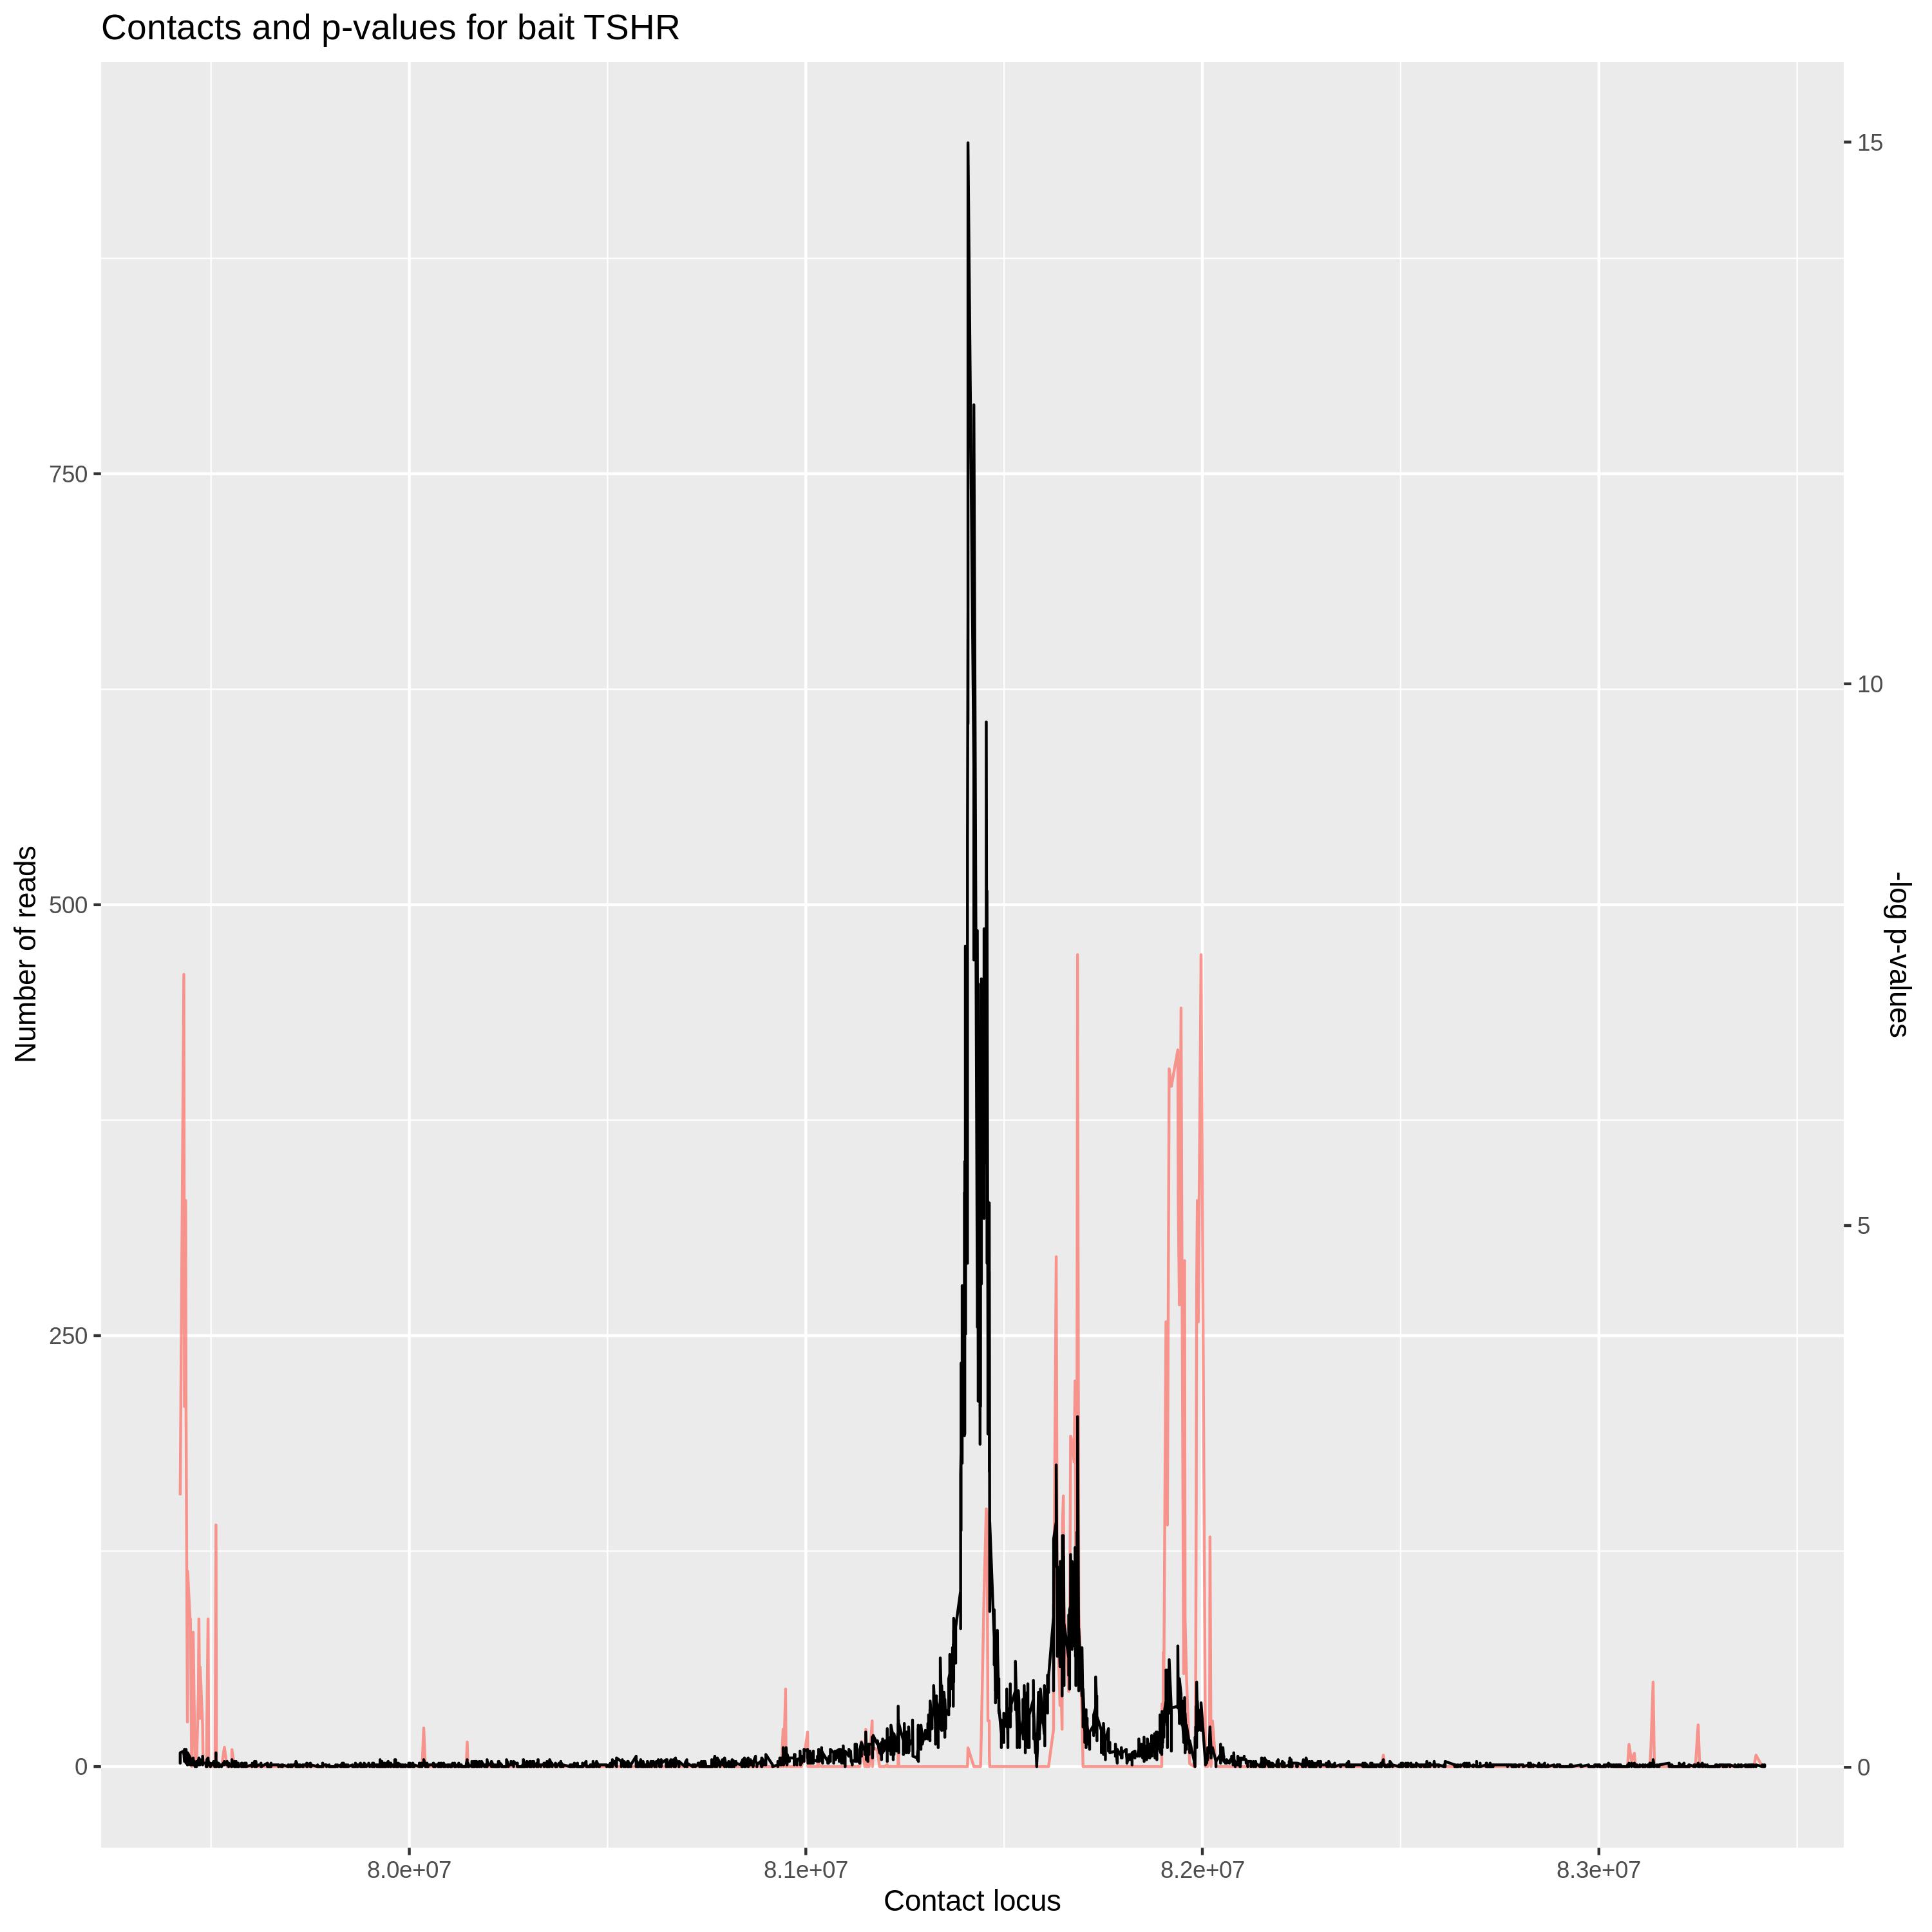 Contacts and p-values for bait TSHR
15
750
10
500
5
250
0
0
Number of reads
-log p-values
8.0e+07
8.1e+07
8.2e+07
8.3e+07
Contact locus